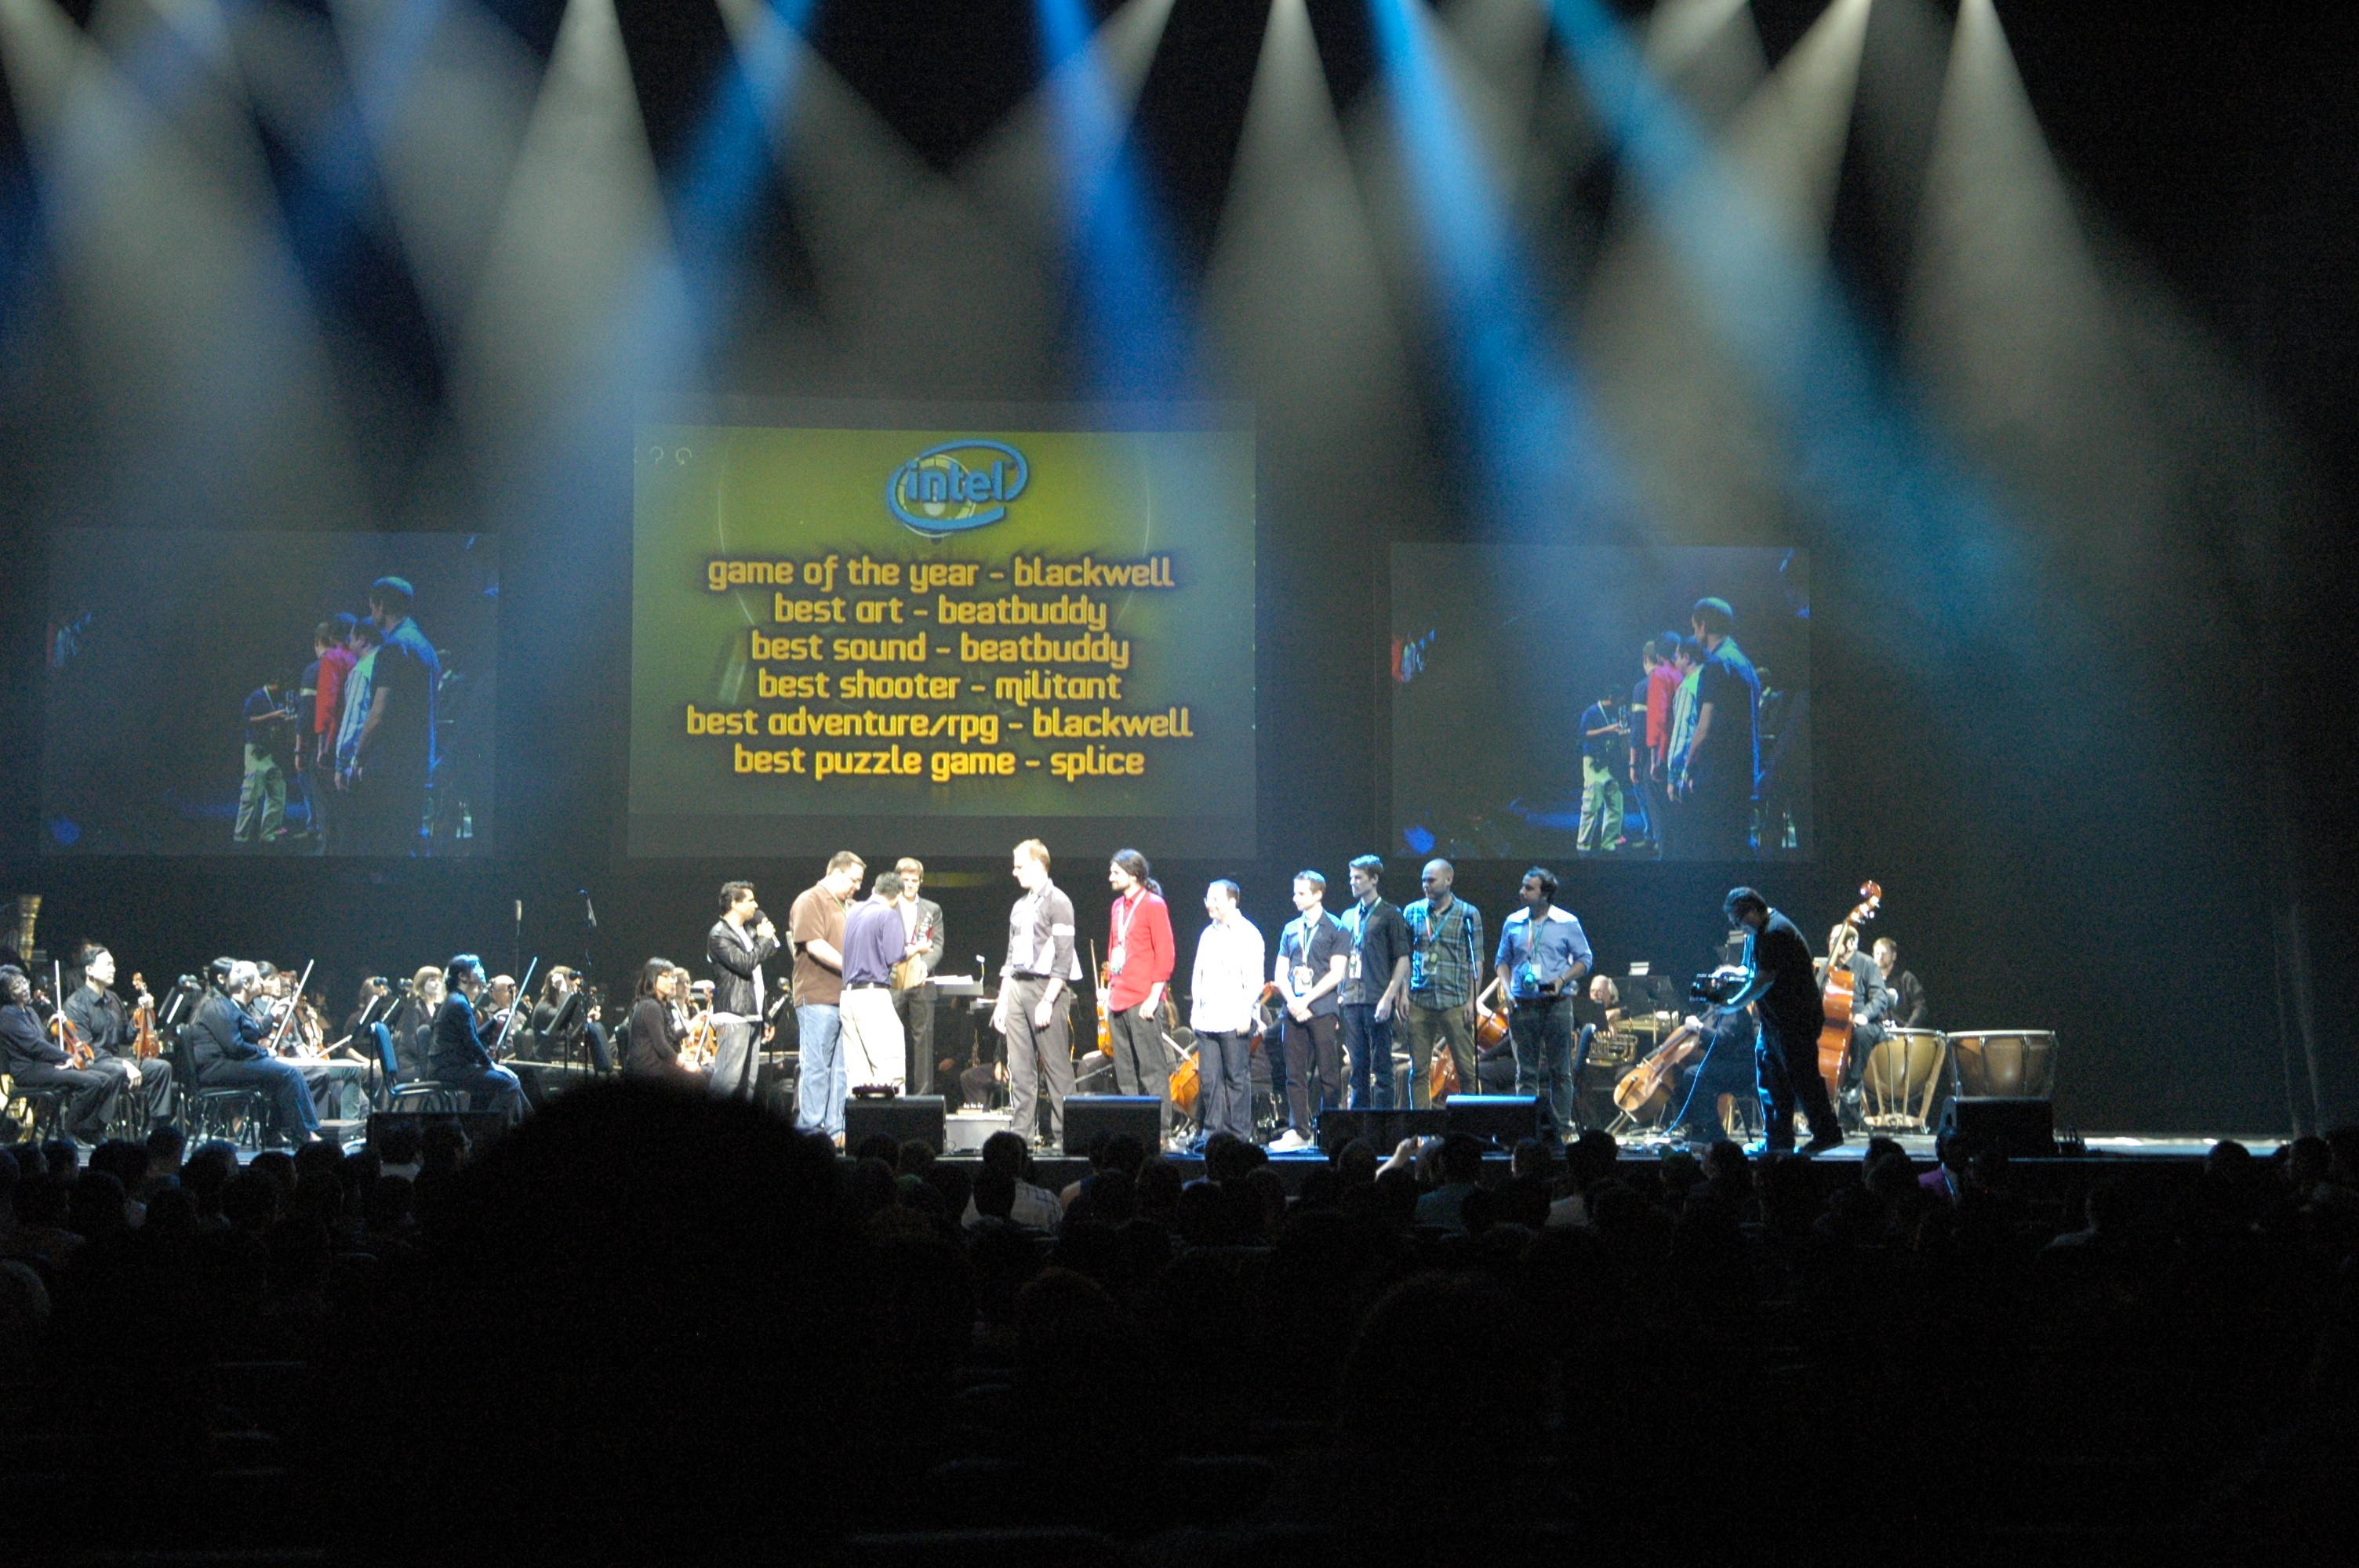 intel
game of the year - blackwell
best art - beatbuddy
best sound - beatbuddy
best shooter - militant
best adventure/rpg - blackwell
best puzzle game - splice